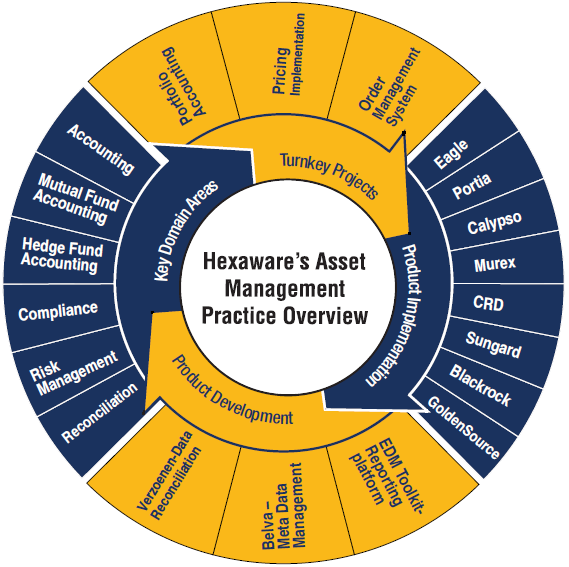 Hexaware's Asset
Management
Practice Overview
Turnkey Projects
Portfolio
Accounting
Pricing
Implementation
Order
Management
System
Product Implementation
Eagle
Portia
Calypso
Murex
CRD
Sungard
Blackrock
GoldenSource
Product Development
EDM Toolkit-
Reporting
platform
Belva –
Meta Data
Management
Verzoenen-Data
Reconciliation
Key Domain Areas
Accounting
Mutual Fund
Accounting
Hedge Fund
Accounting
Compliance
Risk
Management
Reconciliation